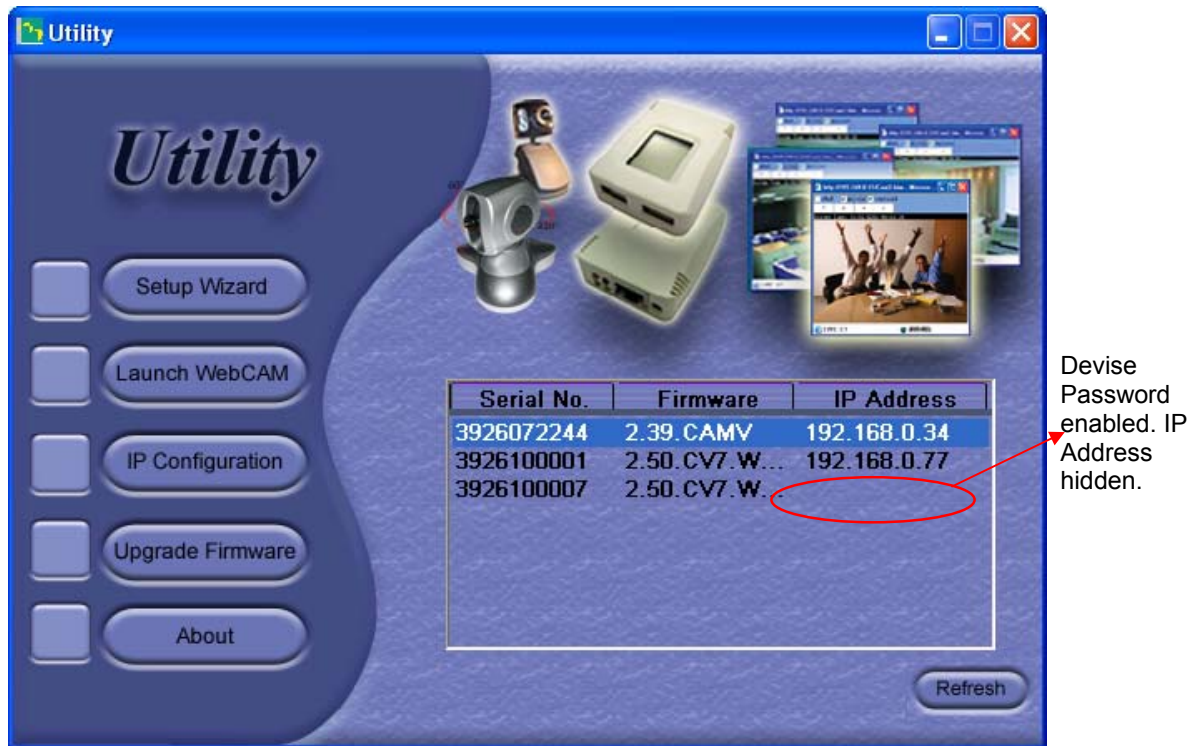 Utility
Utility
Setup Wizard
Launch WebCAM
IP Configuration
Upgrade Firmware
About
Serial No. Firmware IP Address
3926072244 2.39.CAMV 192.168.0.34
3926100001 2.50.CV7.W... 192.168.0.77
3926100007 2.50.CV7.W...
Refresh
Devise
Password
enabled. IP
Address
hidden.